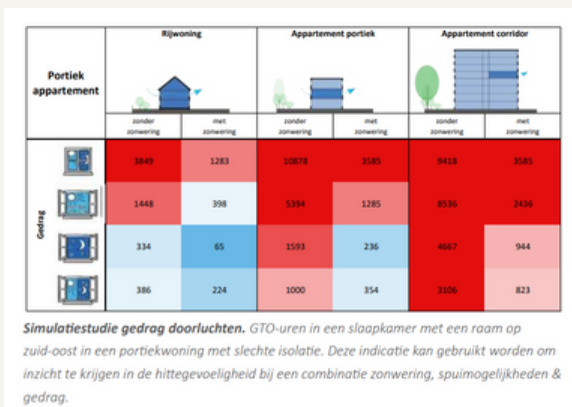 Rijwoning Appartement portiek Appartement corridor
Portiek appartement
zonder zonwering met zonwering zonder zonwering met zonwering zonder zonwering met zonwering
Gedrag
3849 1283 10878 3585 9418 3585
1448 398 5394 1285 8536 2436
334 65 1593 236 4667 944
386 224 1000 354 3106 823
Simulatiestudie gedrag doorluchten. GTO-uren in een slaapkamer met een raam op
zuid-oost in een portiekwoning met slechte isolatie. Deze indicatie kan gebruikt worden om
inzicht te krijgen in de hittegevoeligheid bij een combinatie zonwering, spuimogelijkheden &
gedrag.